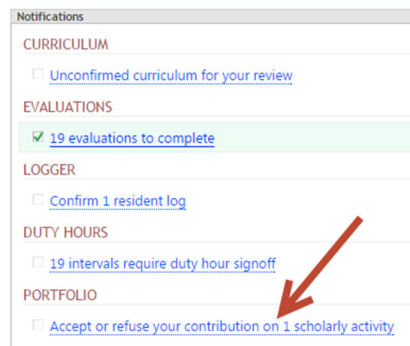 Notifications
CURRICULUM
Unconfirmed curriculum for your review
EVALUATIONS
19 evaluations to complete
LOGGER
Confirm 1 resident log
DUTY HOURS
19 intervals require duty hour signoff
PORTFOLIO
Accept or refuse your contribution on 1 scholarly activity